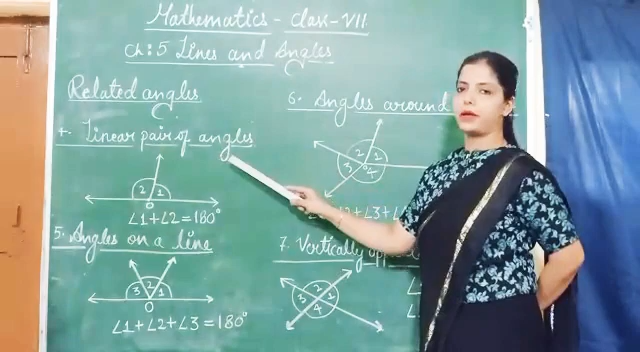 Mathematics - Class-VII
Ch:5 Lines and Angles
Related angles
4. Linear pair of angles
2 1
O
∠1+∠2=180°
5. Angles on a line
3 2 1
O
∠1+∠2+∠3=180°
6. Angles around
2 1
3 O 4
+∠3+∠
7. Vertically
2
3 1
4
∠
∠